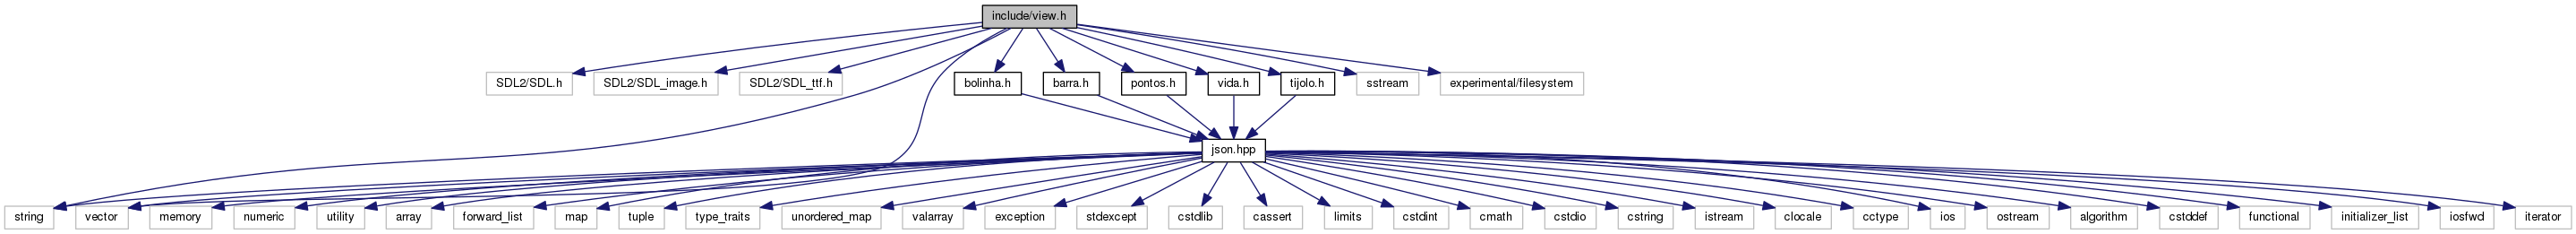 include/view.h
SDL2/SDL.h
SDL2/SDL_image.h
SDL2/SDL_ttf.h
bolinha.h
barra.h
pontos.h
vida.h
tijolo.h
sstream
experimental/filesystem
json.hpp
string
vector
memory
numeric
utility
array
forward_list
map
tuple
type_traits
unordered_map
valarray
exception
stdexcept
cstdlib
cassert
limits
cstdint
cmath
cstdio
cstring
istream
clocale
cctype
ios
ostream
algorithm
cstddef
functional
initializer_list
iosfwd
iterator